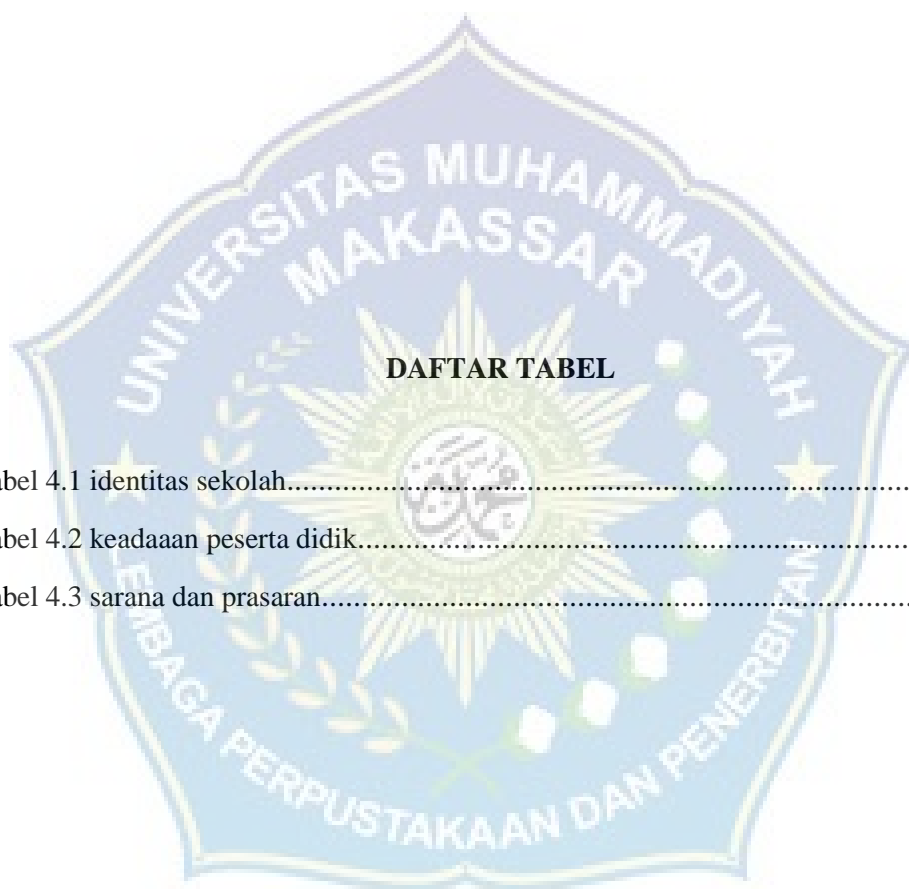 UNIVERSITAS MUHAMMADIYAH
MAKASSAR
DAFTAR TABEL
abel 4.1 identitas sekolah........................................................................................
abel 4.2 keadaaan peserta didik..............................................................................
abel 4.3 sarana dan prasaran...................................................................................
LEMBAGA PERPUSTAKAAN DAN PENERBITAN